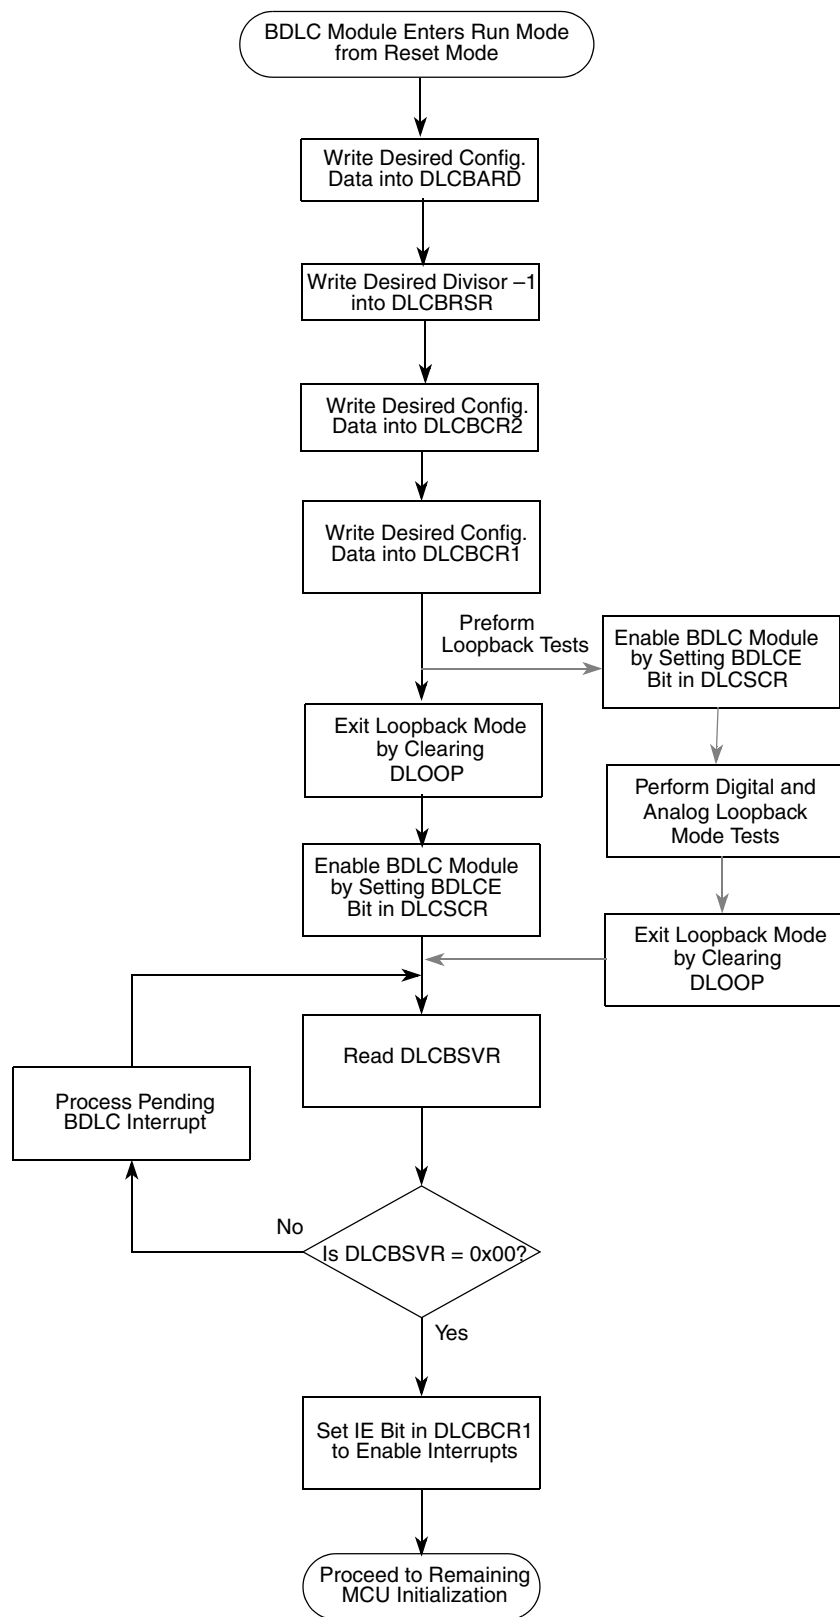 BDLC Module Enters Run Mode
from Reset Mode
Write Desired Config.
Data into DLCBARD
Write Desired Divisor –1
into DLCBRSR
Write Desired Config.
Data into DLCBCR2
Write Desired Config.
Data into DLCBCR1
Preform
Loopback Tests
Enable BDLC Module
by Setting BDLCE
Bit in DLCSCR
Exit Loopback Mode
by Clearing
DLOOP
Perform Digital and
Analog Loopback
Mode Tests
Enable BDLC Module
by Setting BDLCE
Bit in DLCSCR
Exit Loopback Mode
by Clearing
DLOOP
Read DLCBSVR
Process Pending
BDLC Interrupt
No
Is DLCBSVR = 0x00?
Yes
Set IE Bit in DLCBCR1
to Enable Interrupts
Proceed to Remaining
MCU Initialization